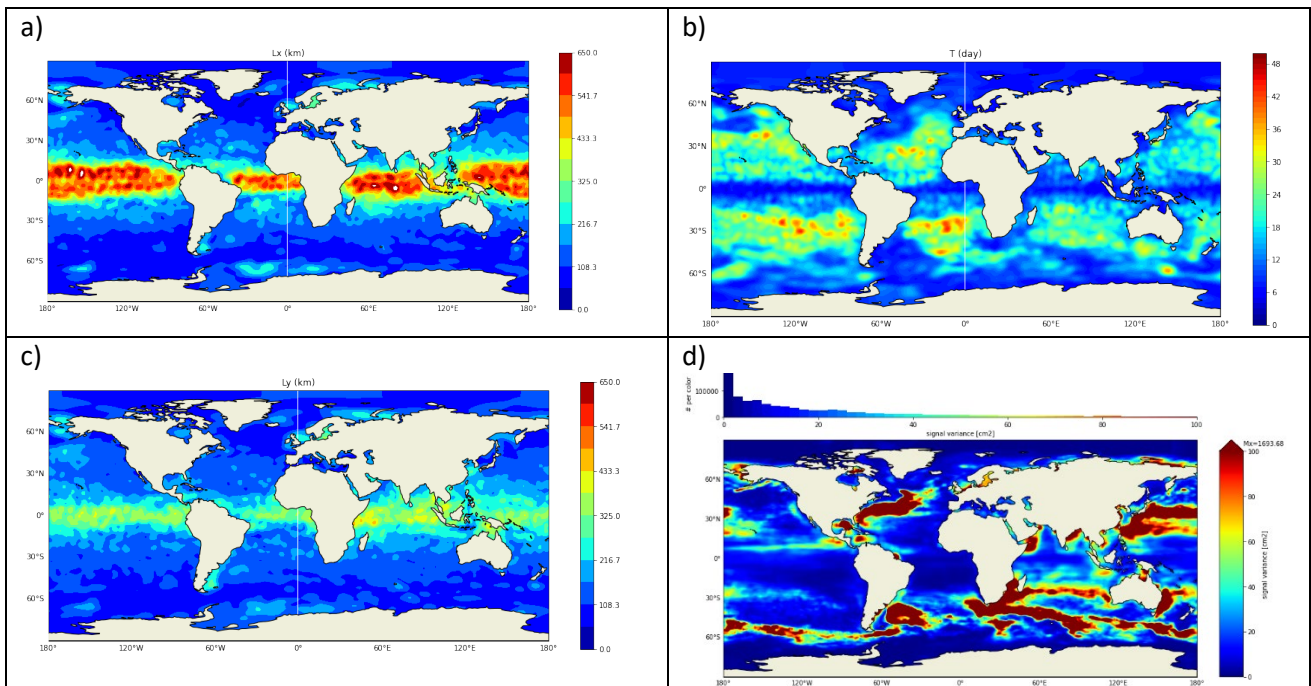 a)
Lx (km)
60°N
30°N
0°
30°S
60°S
180°
120°W
60°W
0°
60°E
120°E
180°
650.0
541.7
433.3
325.0
216.7
108.3
0.0
b)
T (day)
60°N
30°N
0°
30°S
60°S
180°
120°W
60°W
0°
60°E
120°E
180°
48
42
36
30
24
18
12
6
0
c)
Ly (km)
60°N
30°N
0°
30°S
60°S
180°
120°W
60°W
0°
60°E
120°E
180°
650.0
541.7
433.3
325.0
216.7
108.3
0.0
d)
# per color
100000
0
0
20
40
60
80
100
signal variance [cm2]
Mx=1693.68
60°N
30°N
0°
30°S
60°S
180°
120°W
60°W
0°
60°E
120°E
180°
100
80
60
40
20
0
signal variance [cm2]